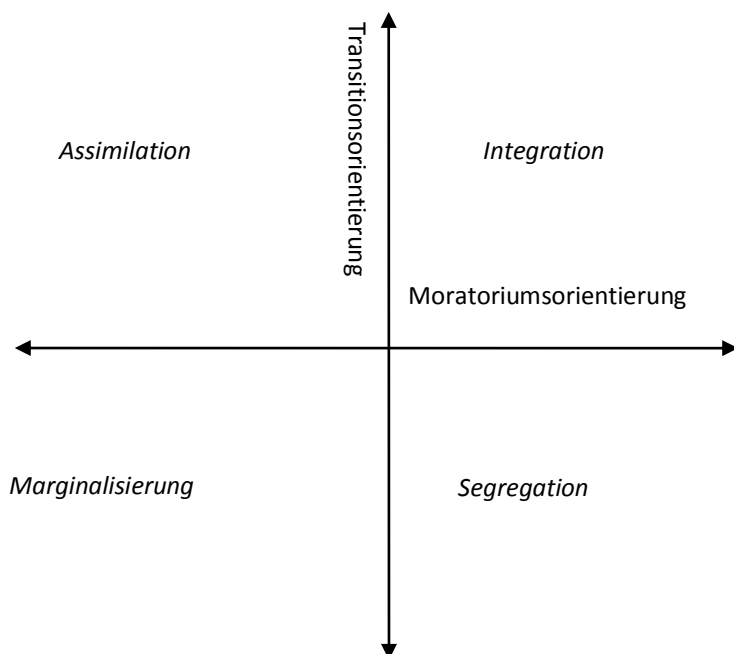 Transitionsorientierung
Assimilation
Integration
Moratoriumsorientierung
Marginalisierung
Segregation